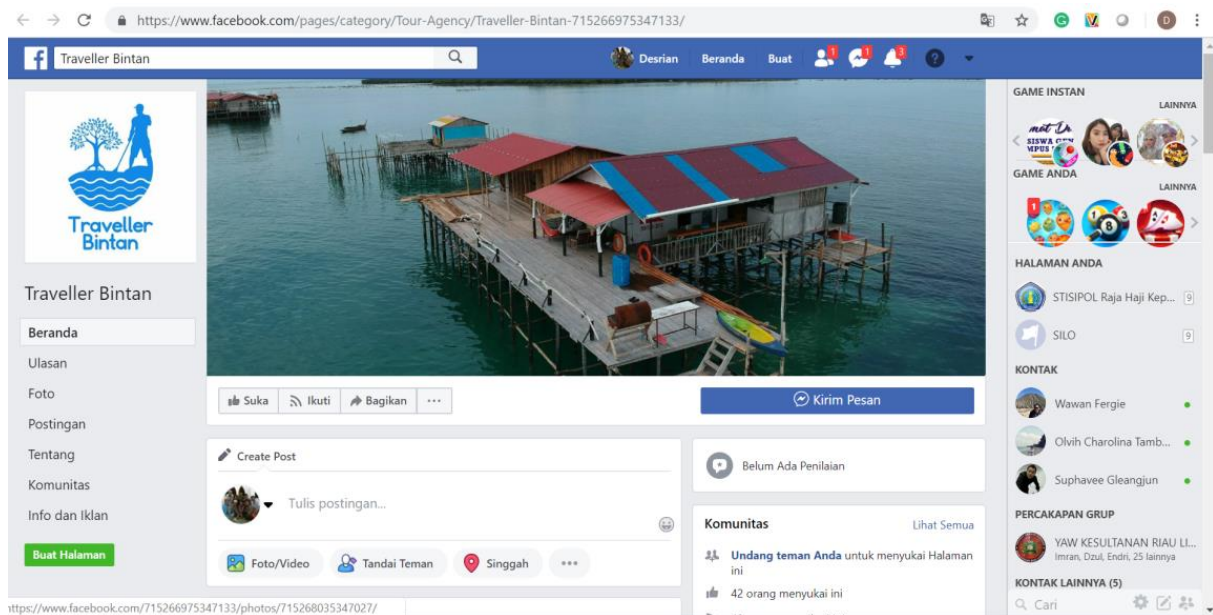 https://www.facebook.com/pages/category/Tour-Agency/Traveller-Bintan-715266975347133/
Traveller Bintan
Desrian
Beranda
Buat
1
1
3
Traveller
Bintan
Traveller Bintan
Beranda
Ulasan
Foto
Postingan
Tentang
Komunitas
Info dan Iklan
Buat Halaman
Suka
Ikuti
Bagikan
Kirim Pesan
Create Post
Tulis postingan...
Foto/Video
Tandai Teman
Singgah
Belum Ada Penilaian
Komunitas
Lihat Semua
Undang teman Anda untuk menyukai Halaman
ini
42 orang menyukai ini
GAME INSTAN
LAINNYA
GAME ANDA
LAINNYA
1
8
HALAMAN ANDA
STISIPOL Raja Haji Kep... 9
SILO 9
KONTAK
Wawan Fergie
Olvih Charolina Tamb...
Suphavee Gleangjun
PERCAKAPAN GRUP
YAW KESULTANAN RIAU LI...
Imran, Dzul, Endri, 25 lainnya
KONTAK LAINNYA (5)
Cari
https://www.facebook.com/715266975347133/photos/715268035347027/